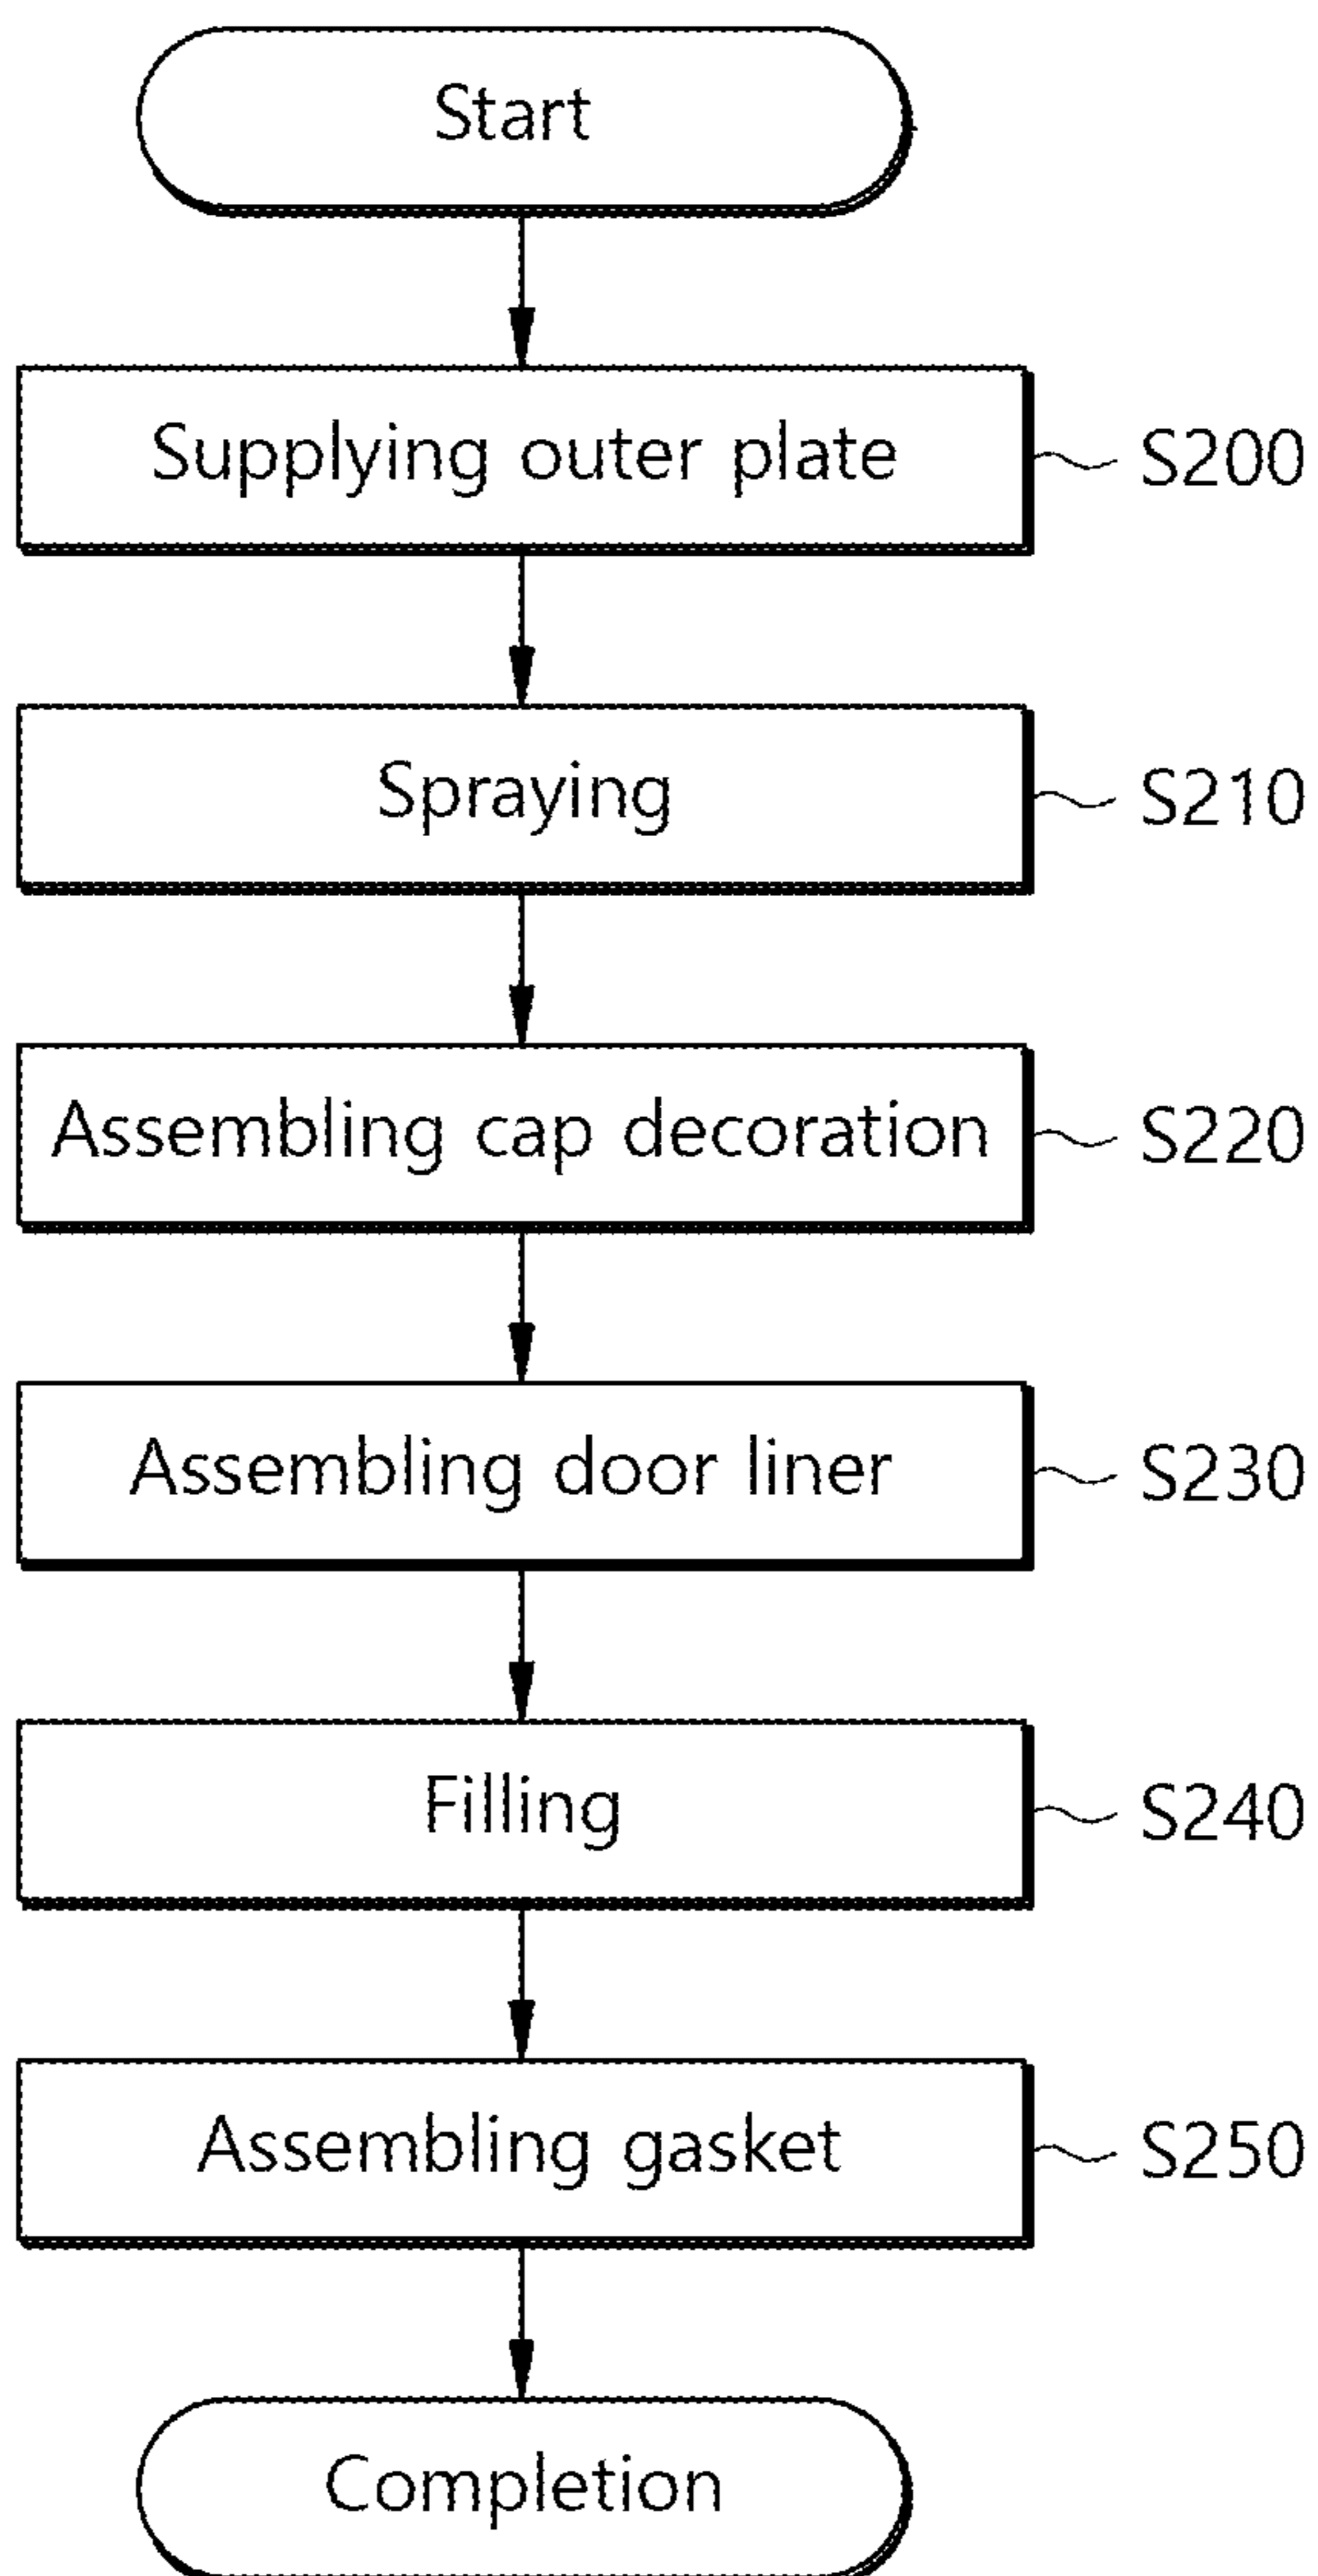 Start
Supplying outer plate S200
Spraying S210
Assembling cap decoration S220
Assembling door liner S230
Filling S240
Assembling gasket S250
Completion